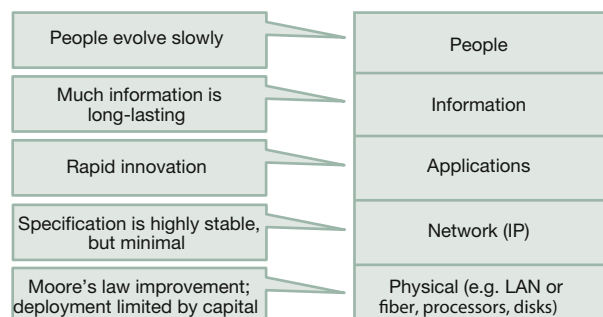 People evolve slowly
People
Much information is
long-lasting
Information
Rapid innovation
Applications
Specification is highly stable,
but minimal
Network (IP)
Moore’s law improvement;
deployment limited by capital
Physical (e.g. LAN or
fiber, processors, disks)